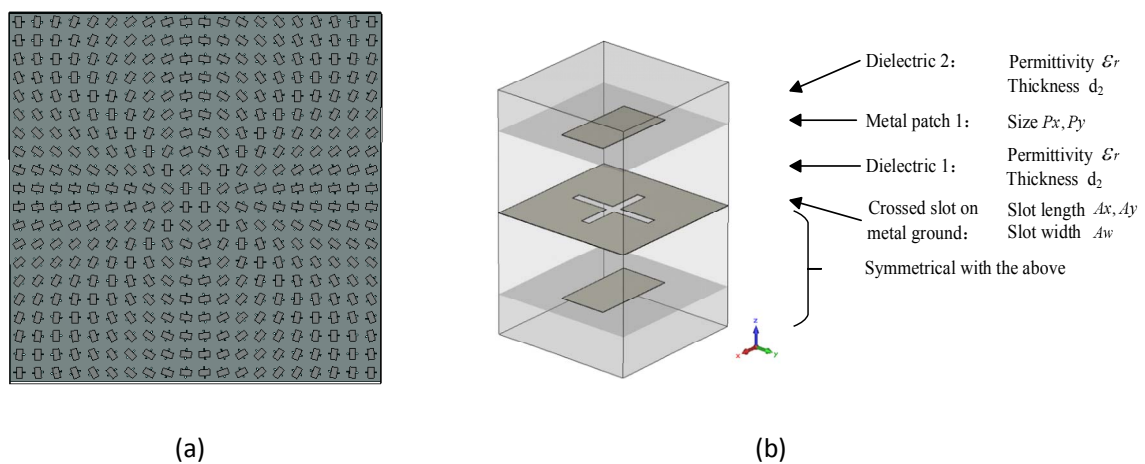 Dielectric 2： Permittivity εr
Thickness d2
Metal patch 1： Size Px, Py
Dielectric 1： Permittivity εr
Thickness d2
Crossed slot on Slot length Ax, Ay
metal ground： Slot width Aw
Symmetrical with the above
z
x y
(a) (b)